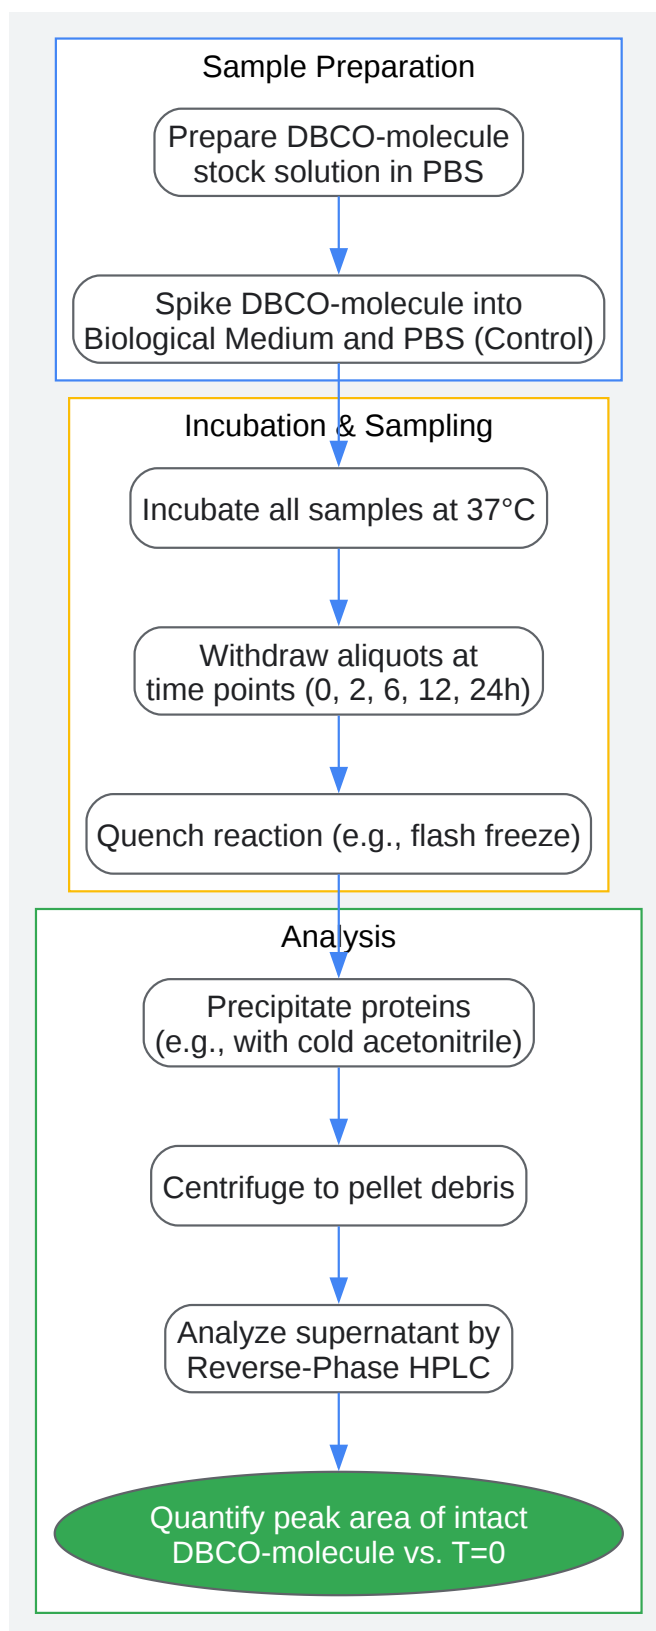 Sample Preparation
Prepare DBCO-molecule
stock solution in PBS
Spike DBCO-molecule into
Biological Medium and PBS (Control)
Incubation & Sampling
Incubate all samples at 37°C
Withdraw aliquots at
time points (0, 2, 6, 12, 24h)
Quench reaction (e.g., flash freeze)
Analysis
Precipitate proteins
(e.g., with cold acetonitrile)
Centrifuge to pellet debris
Analyze supernatant by
Reverse-Phase HPLC
Quantify peak area of intact
DBCO-molecule vs. T=0